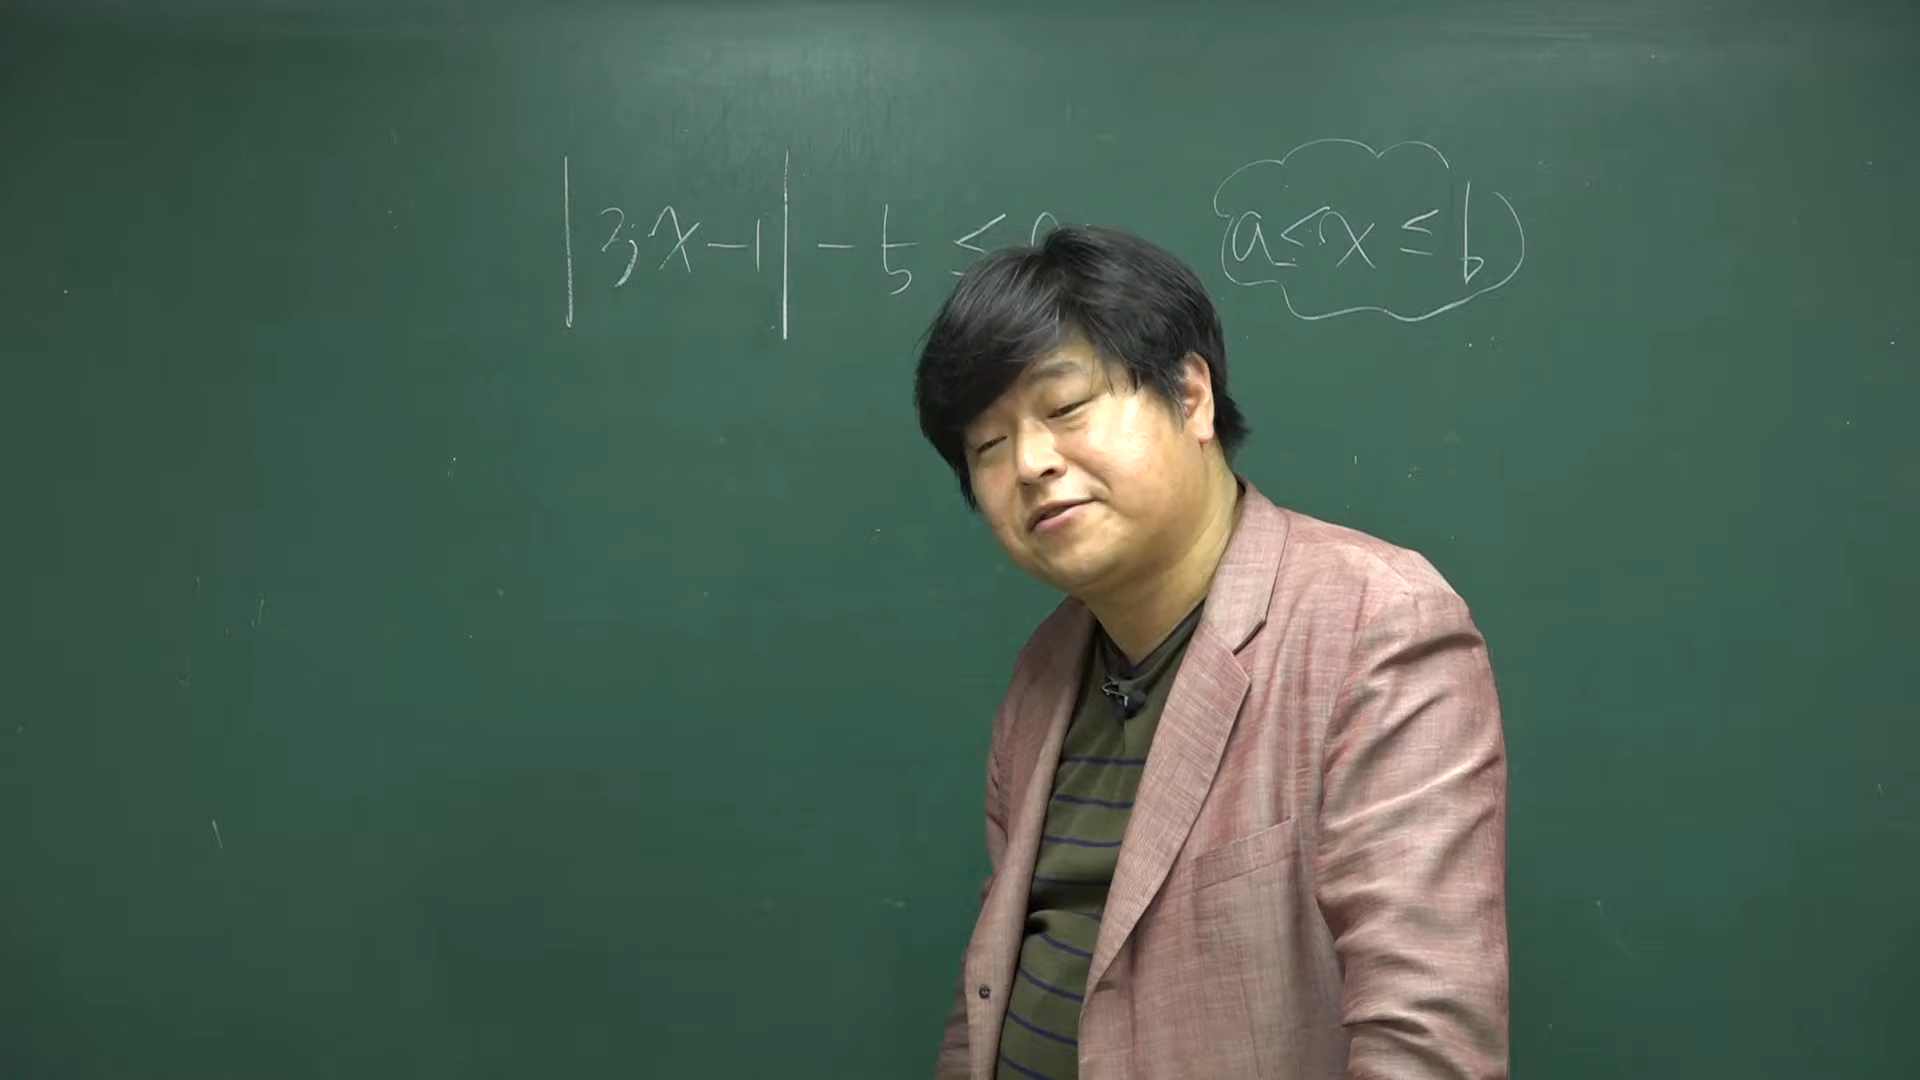 |3x-1| - 5 ≤ a ≤ x ≤ b